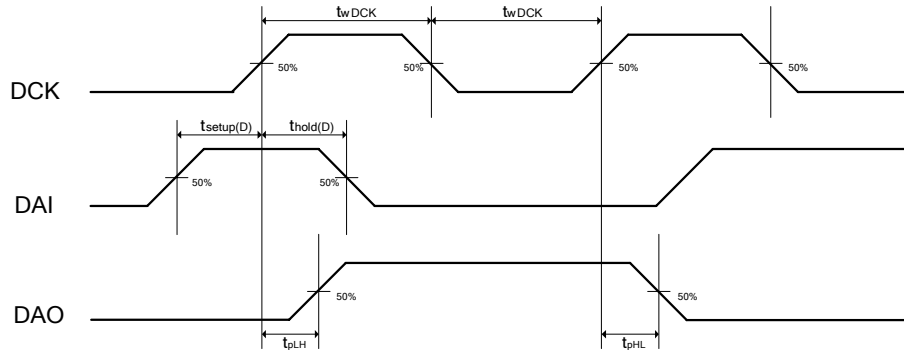 twDCK twDCK
50% 50% 50% 50%
DCK
tsetup(D) thold(D)
50% 50%
DAI
50% 50%
DAO
tpLH tpHL